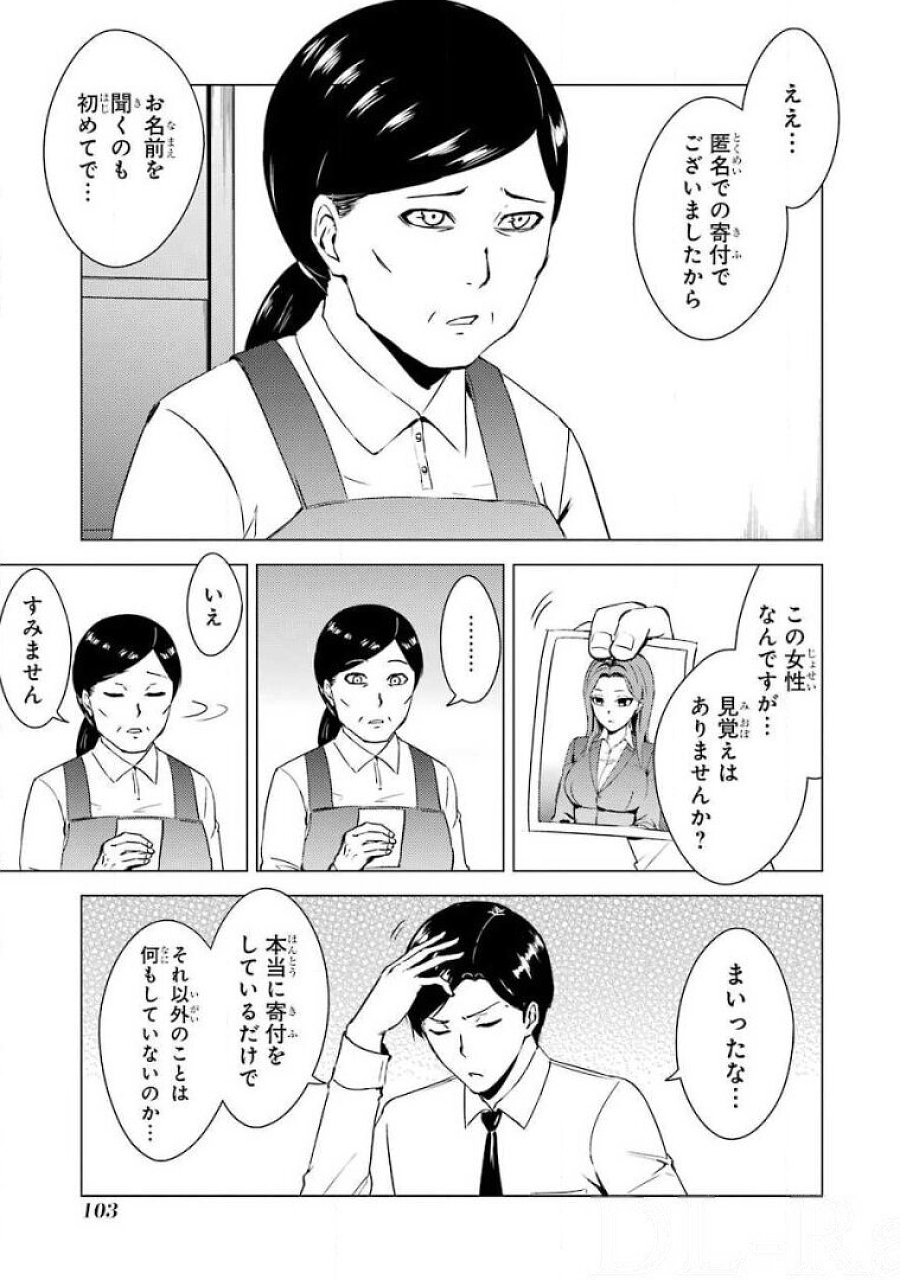 ええ…
匿名での寄付で
ございましたから
お名前を
聞くのも
初めてで…
この女性
なんですが…
見覚えは
ありませんか？
………
いえ
すみません
まいったな…
本当に寄付を
しているだけで
それ以外のことは
何もしていないのか…
103
DL-R